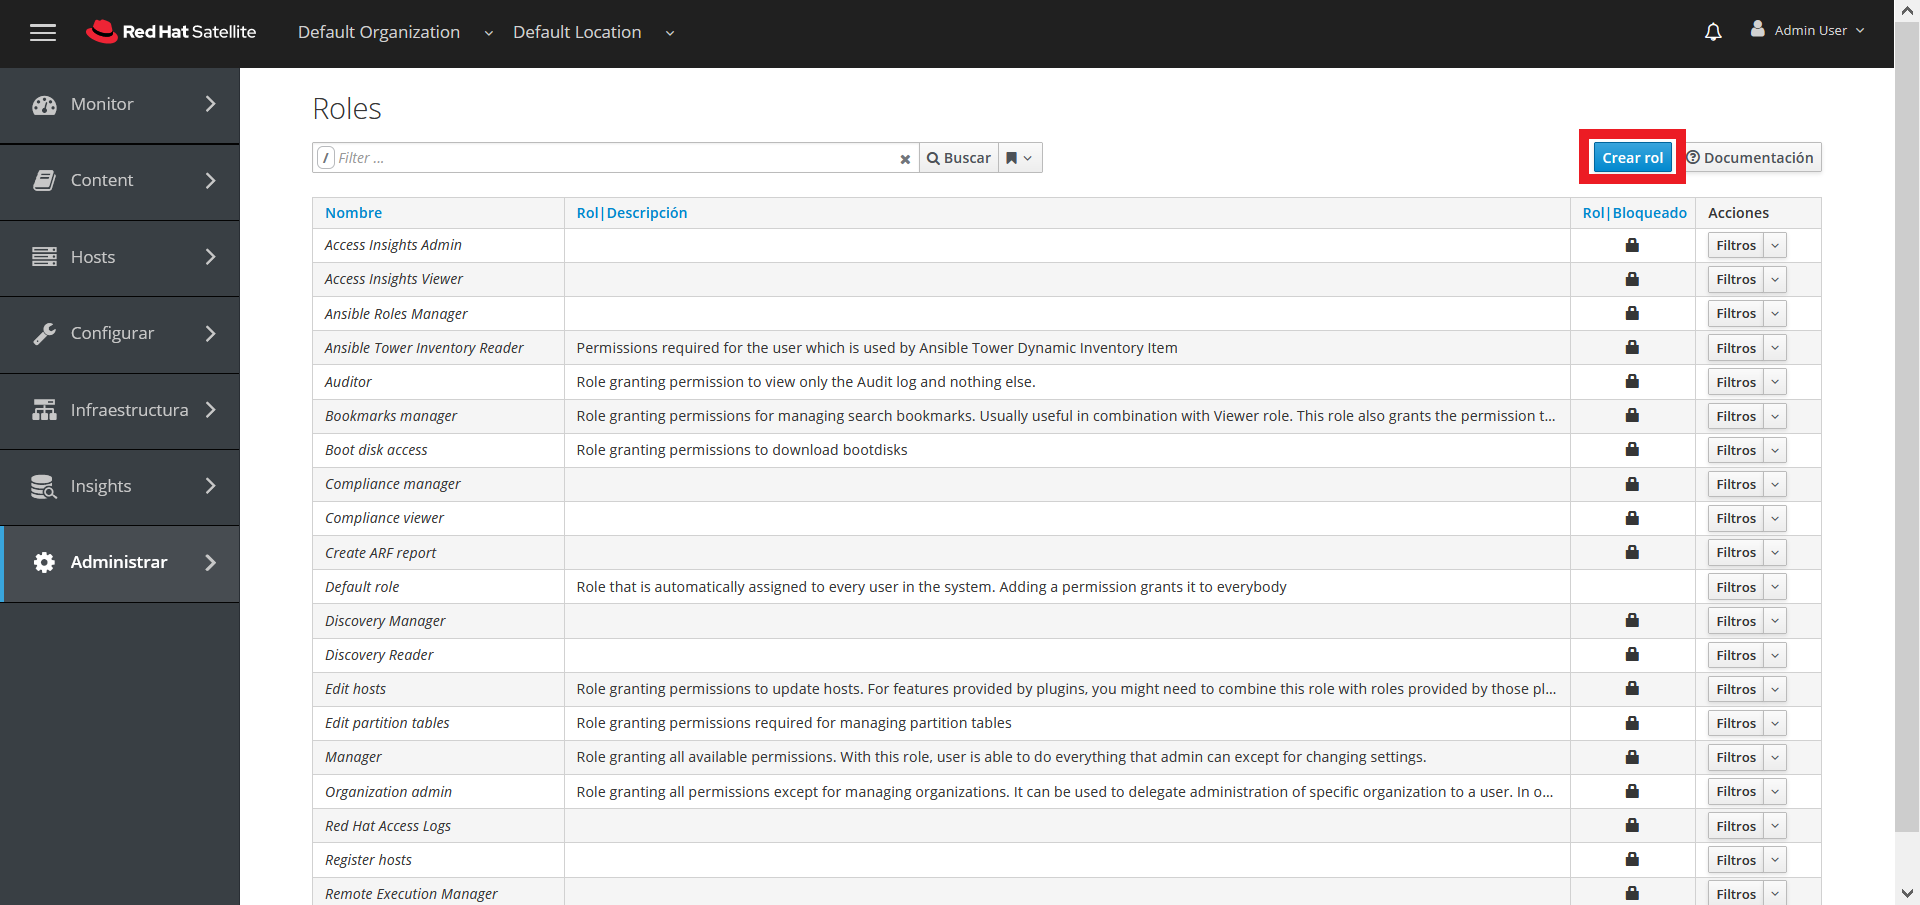 Red Hat Satellite
Default Organization
Default Location
Admin User
Monitor
Content
Hosts
Configurar
Infraestructura
Insights
Administrar
Roles
/ Filter ...
Buscar
Crear rol
Documentación
Nombre Rol|Descripción Rol|Bloqueado Acciones
Access Insights Admin Filtros
Access Insights Viewer Filtros
Ansible Roles Manager Filtros
Ansible Tower Inventory Reader Permissions required for the user which is used by Ansible Tower Dynamic Inventory Item Filtros
Auditor Role granting permission to view only the Audit log and nothing else. Filtros
Bookmarks manager Role granting permissions for managing search bookmarks. Usually useful in combination with Viewer role. This role also grants the permission t... Filtros
Boot disk access Role granting permissions to download bootdisks Filtros
Compliance manager Filtros
Compliance viewer Filtros
Create ARF report Filtros
Default role Role that is automatically assigned to every user in the system. Adding a permission grants it to everybody Filtros
Discovery Manager Filtros
Discovery Reader Filtros
Edit hosts Role granting permissions to update hosts. For features provided by plugins, you might need to combine this role with roles provided by those pl... Filtros
Edit partition tables Role granting permissions required for managing partition tables Filtros
Manager Role granting all available permissions. With this role, user is able to do everything that admin can except for changing settings. Filtros
Organization admin Role granting all permissions except for managing organizations. It can be used to delegate administration of specific organization to a user. In o... Filtros
Red Hat Access Logs Filtros
Register hosts Filtros
Remote Execution Manager Filtros